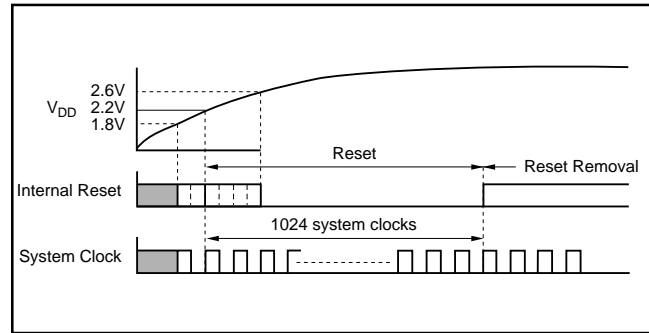 2.6V
V_DD 2.2V
1.8V
Reset
Reset Removal
Internal Reset
1024 system clocks
System Clock